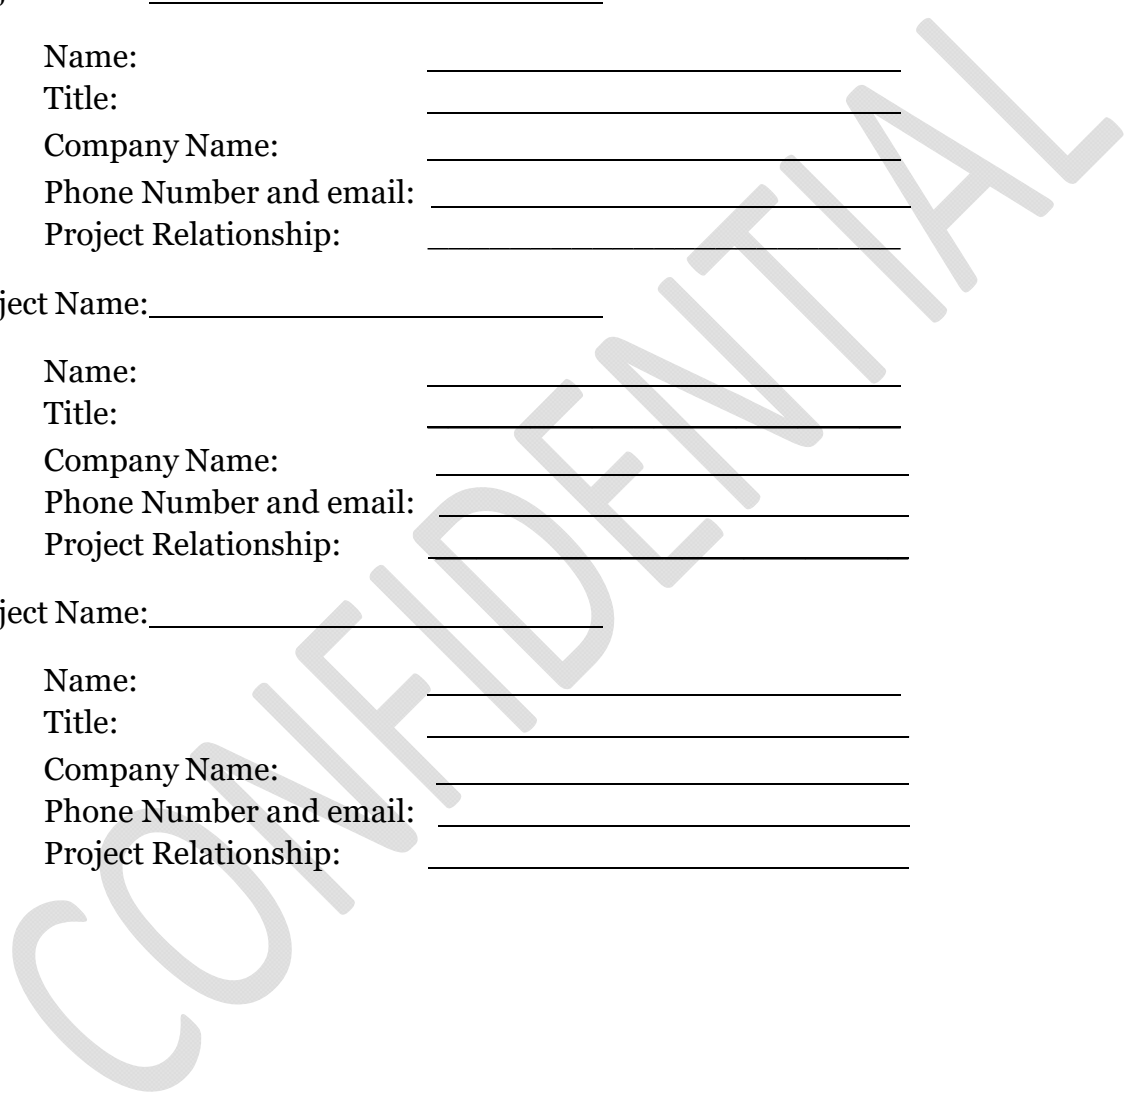 Name:
Title:
Company Name:
Phone Number and email:
Project Relationship:
ject Name:
Name:
Title:
Company Name:
Phone Number and email:
Project Relationship:
ject Name:
Name:
Title:
Company Name:
Phone Number and email:
Project Relationship:
CONFIDENTIAL